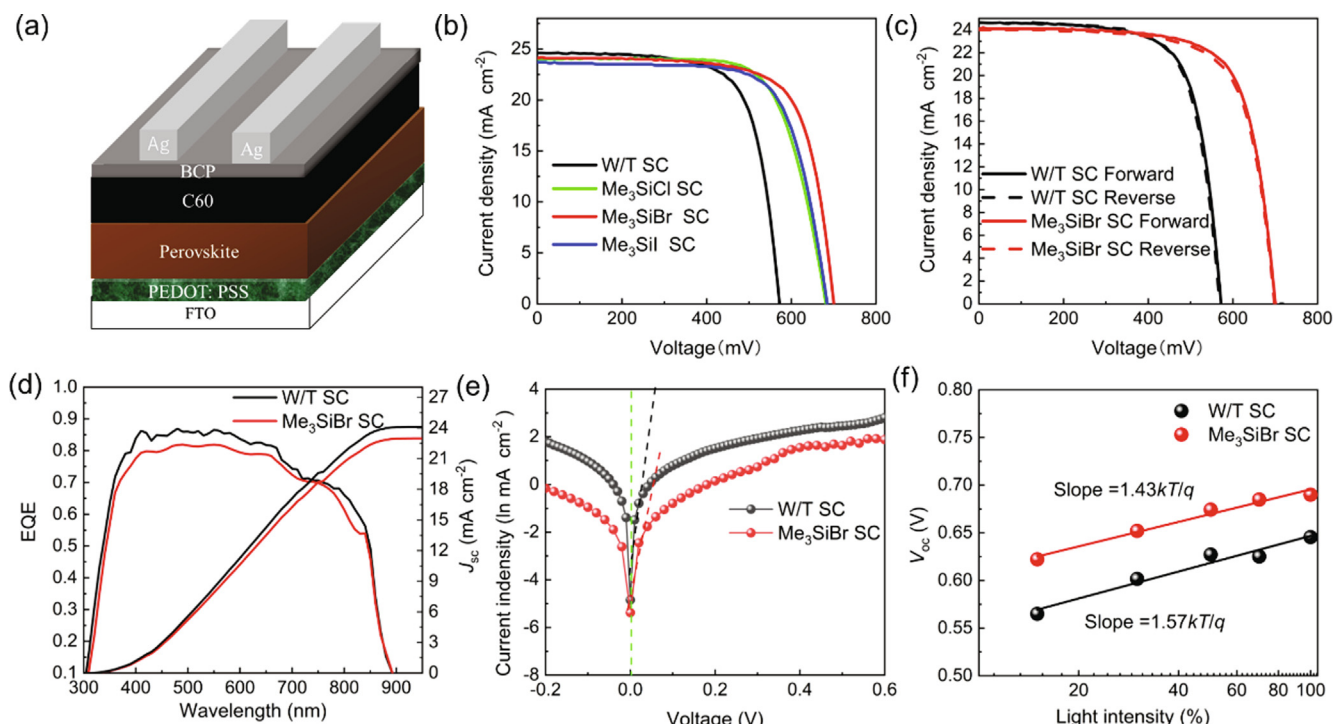 (a)
Ag
Ag
BCP
C60
Perovskite
PEDOT: PSS
FTO
(b)
Current density (mA cm⁻²)
30
25
20
15
10
5
0
W/T SC
Me₃SiCl SC
Me₃SiBr SC
Me₃SiI SC
0
200
400
600
800
Voltage(mV)
(c)
Current density (mA cm⁻²)
24
22
20
18
16
14
12
10
8
6
4
2
0
W/T SC Forward
W/T SC Reverse
Me₃SiBr SC Forward
Me₃SiBr SC Reverse
0
200
400
600
800
Voltage(mV)
(d)
EQE
1.0
0.9
0.8
0.7
0.6
0.5
0.4
0.3
0.2
0.1
W/T SC
Me₃SiBr SC
27
24
21
18
15
12
9
6
3
0
Jsc (mA cm⁻²)
300
400
500
600
700
800
900
Wavelength (nm)
(e)
Current indensity (ln mA cm⁻²)
4
2
0
-2
-4
-6
-8
W/T SC
Me₃SiBr SC
-0.2
0.0
0.2
0.4
0.6
Voltage (V)
(f)
Voc (V)
0.80
0.75
0.70
0.65
0.60
0.55
0.50
W/T SC
Me₃SiBr SC
Slope =1.43kT/q
Slope =1.57kT/q
20
40
60
80
100
Light intensity (%)